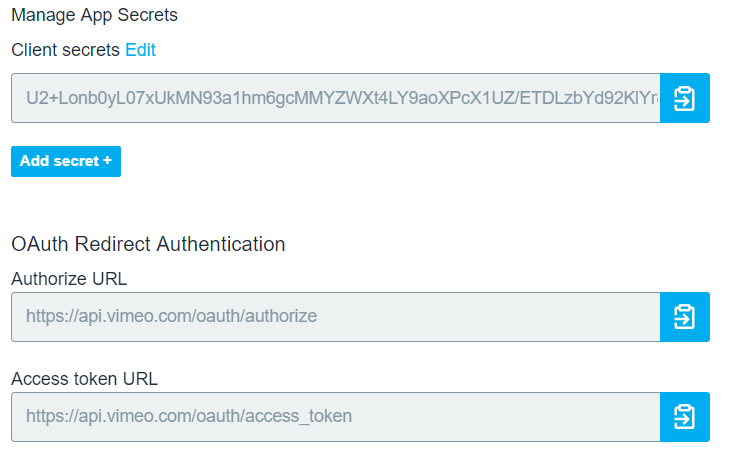 Manage App Secrets
Client secrets Edit
U2+Lonb0yL07xUkMN93a1hm6gcMMYZWXt4LY9aoXPcX1UZ/ETDLzbYd92KlYr
Add secret +
OAuth Redirect Authentication
Authorize URL
https://api.vimeo.com/oauth/authorize
Access token URL
https://api.vimeo.com/oauth/access_token